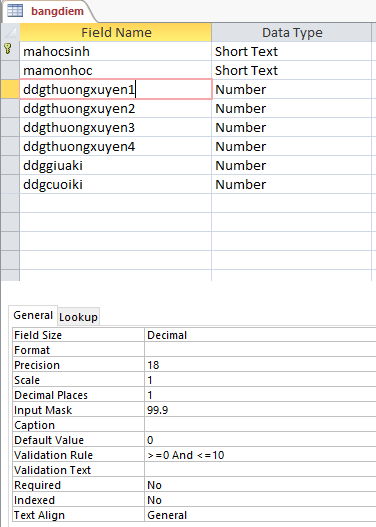 bangdiem
Field Name Data Type
mahocsinh Short Text
mamonhoc Short Text
ddgthuongxuyen1 Number
ddgthuongxuyen2 Number
ddgthuongxuyen3 Number
ddgthuongxuyen4 Number
ddggiuaki Number
ddgcuoiki Number
General Lookup
Field Size Decimal
Format
Precision 18
Scale 1
Decimal Places 1
Input Mask 99.9
Caption
Default Value 0
Validation Rule >=0 And <=10
Validation Text
Required No
Indexed No
Text Align General